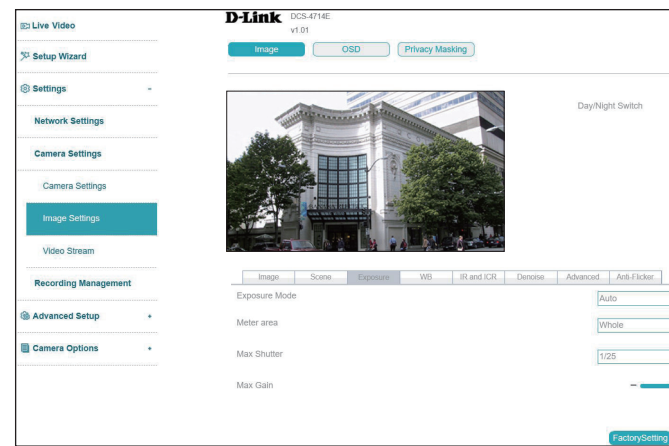 D-Link DCS-4714E
v1.01
Live Video
Setup Wizard
Settings -
Network Settings
Camera Settings
Camera Settings
Image Settings
Video Stream
Recording Management
Advanced Setup +
Camera Options +
Image OSD Privacy Masking
Day/Night Switch
Image Scene Exposure WB IR and ICR Denoise Advanced Anti-Flicker
Exposure Mode Auto
Meter area Whole
Max Shutter 1/25
Max Gain -
FactorySetting